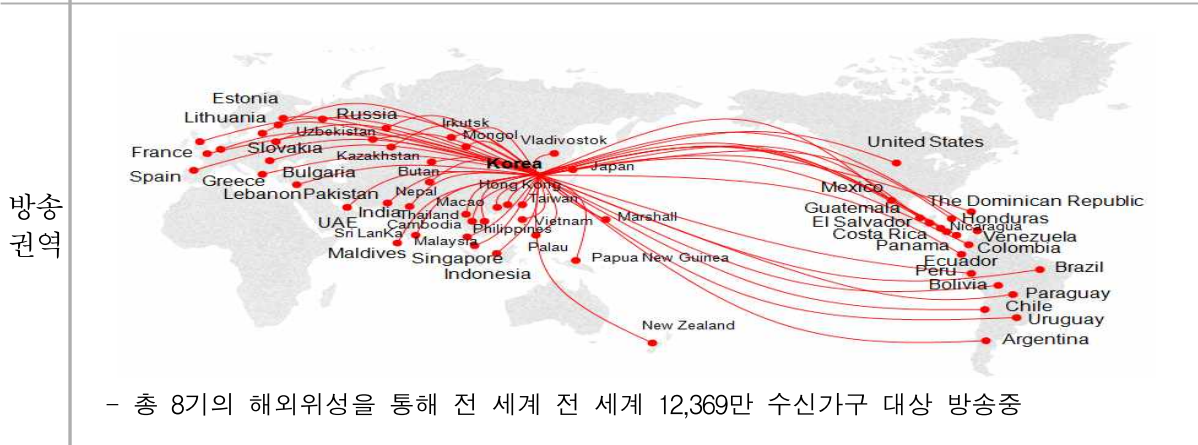 방송
권역
Estonia
Lithuania
Russia
Irkutsk
Uzbekistan
Mongol
Vladivostok
United States
France
Slovakia
Kazakhstan
Korea
Japan
Spain
Greece
Bulgaria
Butan
Hong Kong
Mexico
Lebanon
Pakistan
Nepal
Macao
Taiwan
The Dominican Republic
Guatemala
UAE
India
Thailand
Vietnam
Marshall
Honduras
El Salvador
Cambodia
Philippines
Nicaragua
Sri LanKa
Costa Rica
Venezuela
Malaysia
Palau
Panama
Colombia
Maldives
Singapore
Papua New Guinea
Ecuador
Indonesia
Peru
Brazil
Bolivia
Paraguay
Chile
New Zealand
Uruguay
Argentina
- 총 8기의 해외위성을 통해 전 세계 전 세계 12,369만 수신가구 대상 방송중